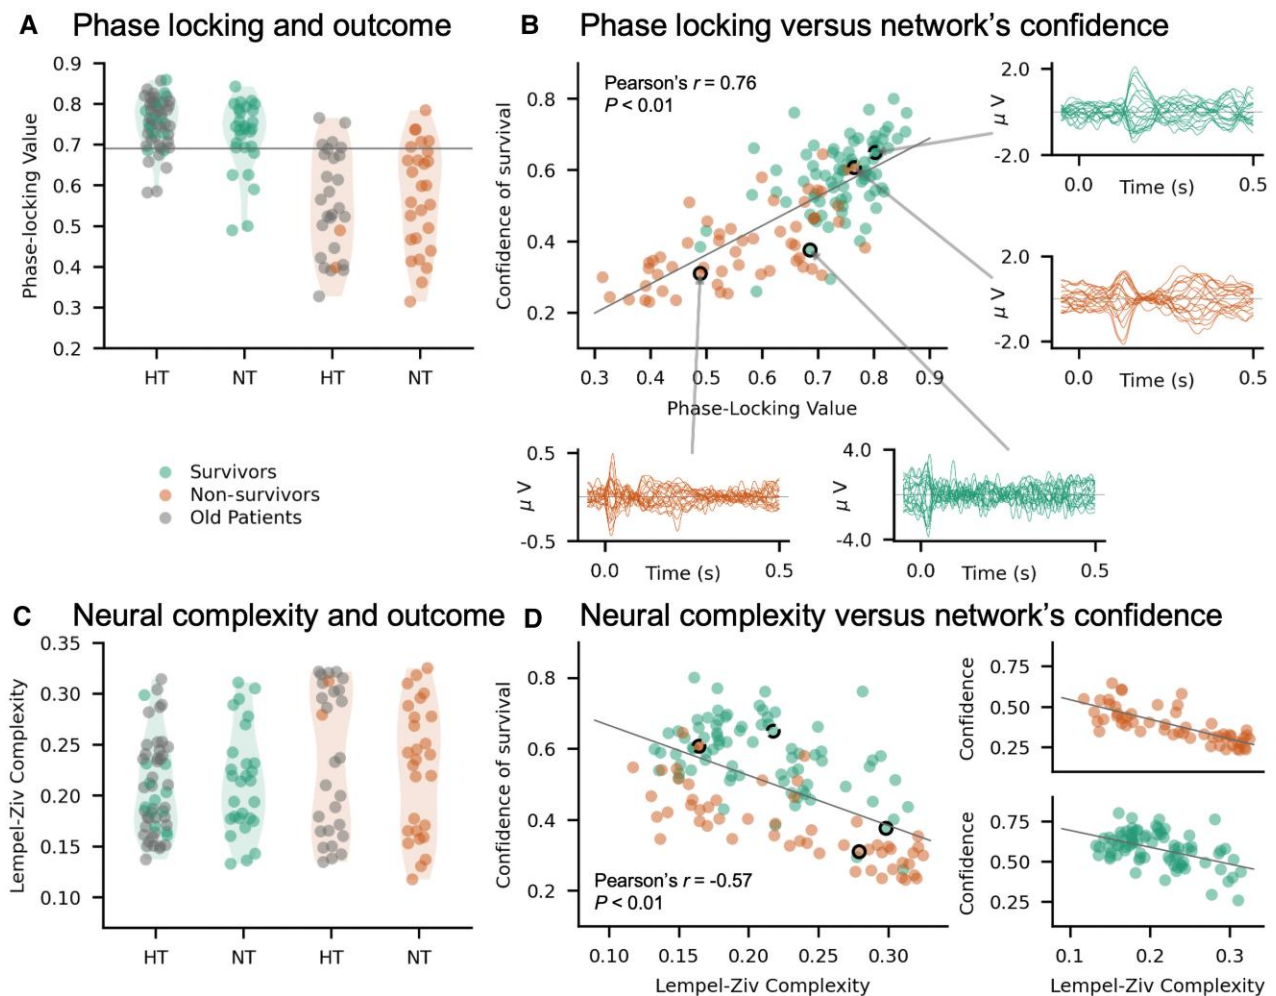 A Phase locking and outcome
0.9
0.8
0.7
0.6
0.5
0.4
0.3
0.2
Phase-locking Value
HT NT HT NT
Survivors
Non-survivors
Old Patients
B Phase locking versus network's confidence
Pearson's r = 0.76
P < 0.01
0.8
0.6
0.4
0.2
Confidence of survival
0.3 0.4 0.5 0.6 0.7 0.8 0.9
Phase-Locking Value
2.0
μ V
-2.0
0.0 Time (s) 0.5
2.0
μ V
-2.0
0.0 Time (s) 0.5
0.5
μ V
-0.5
0.0 Time (s) 0.5
4.0
μ V
-4.0
0.0 Time (s) 0.5
C Neural complexity and outcome
0.35
0.30
0.25
0.20
0.15
0.10
Lempel-Ziv Complexity
HT NT HT NT
D Neural complexity versus network's confidence
0.8
0.6
0.4
0.2
Confidence of survival
Pearson's r = -0.57
P < 0.01
0.10 0.15 0.20 0.25 0.30
Lempel-Ziv Complexity
0.75
0.50
0.25
Confidence
0.75
0.50
0.25
Confidence
0.1 0.2 0.3
Lempel-Ziv Complexity